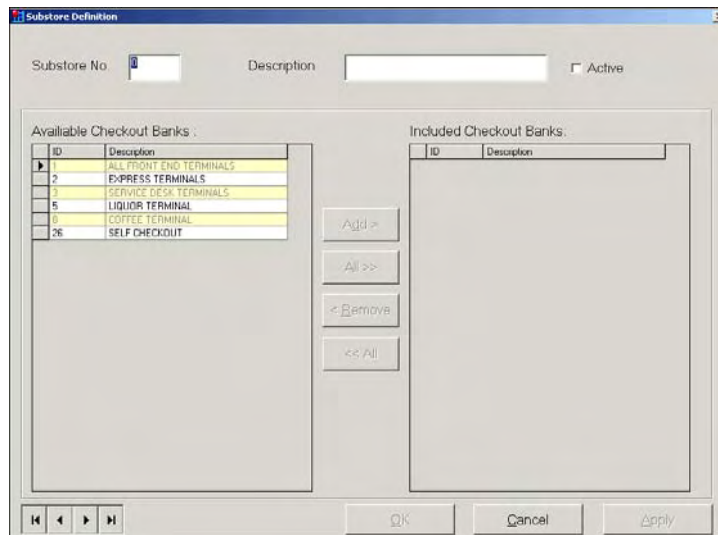 Substore Definition
Substore No. 0 Description Active
Availiable Checkout Banks : Included Checkout Banks:
ID Description ID Description
1 ALL FRONT END TERMINALS
2 EXPRESS TERMINALS
3 SERVICE DESK TERMINALS
5 LIQUOR TERMINAL
6 COFFEE TERMINAL
26 SELF CHECKOUT
Add >
All >>
< Remove
<< All
OK Cancel Apply